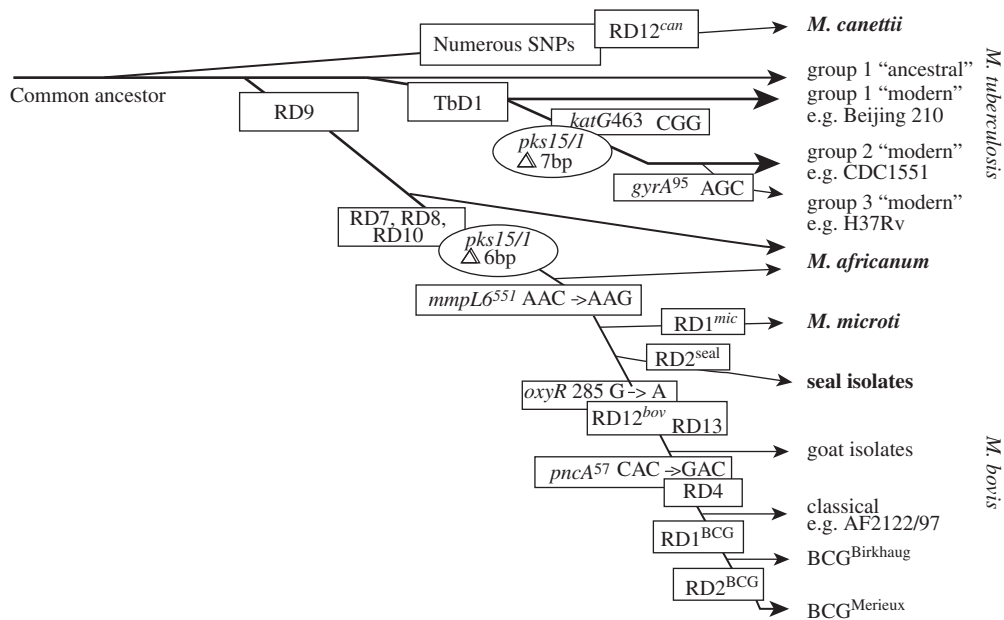 Numerous SNPs
RD12can
M. canettii
Common ancestor
group 1 “ancestral”
RD9
TbD1
group 1 “modern”
e.g. Beijing 210
katG463 CGG
pks15/1
△ 7bp
group 2 “modern”
e.g. CDC1551
gyrA95 AGC
group 3 “modern”
e.g. H37Rv
M. tuberculosis
RD7, RD8,
RD10
pks15/1
△ 6bp
M. africanum
mmpL6551 AAC ->AAG
RD1mic
M. microti
RD2seal
seal isolates
oxyR 285 G -> A
RD12bov RD13
goat isolates
pncA57 CAC ->GAC
RD4
classical
e.g. AF2122/97
M. bovis
RD1BCG
BCGBirkhaug
RD2BCG
BCGMerieux